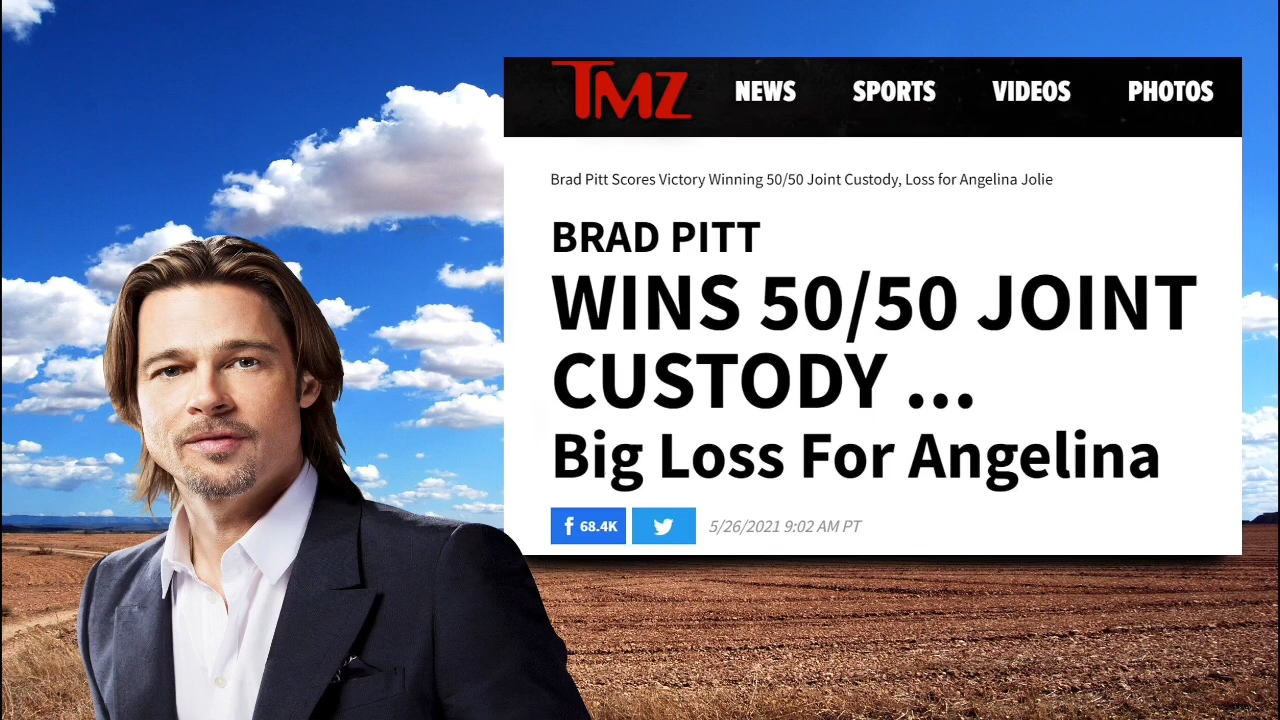 TMZ NEWS SPORTS VIDEOS PHOTOS
Brad Pitt Scores Victory Winning 50/50 Joint Custody, Loss for Angelina Jolie
BRAD PITT
WINS 50/50 JOINT
CUSTODY ...
Big Loss For Angelina
f 68.4K 5/26/2021 9:02 AM PT